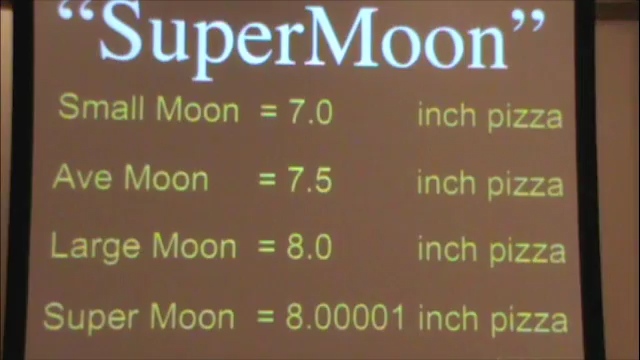 “SuperMoon”
Small Moon = 7.0 inch pizza
Ave Moon = 7.5 inch pizza
Large Moon = 8.0 inch pizza
Super Moon = 8.00001 inch pizza